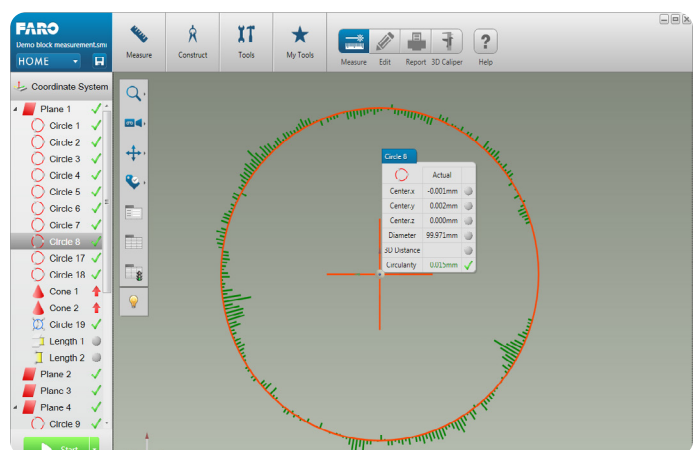 FARO
Demo block measurement.smi
HOME
Measure
Construct
Tools
My Tools
Measure
Edit
Report
3D Caliper
Help
?
Coordinate System
Plane 1
Circle 1
Circle 2
Circle 3
Circle 4
Circle 5
Circle 6
Circle 7
Circle 8
Circle 17
Circle 18
Cone 1
Cone 2
Circle 19
Length 1
Length 2
Plane 2
Plane 3
Plane 4
Circle 9
Start
Circle 8
Actual
Center.x -0.001mm
Center.y 0.002mm
Center.z 0.000mm
Diameter 99.971mm
3D Distance
Circularity 0.015mm